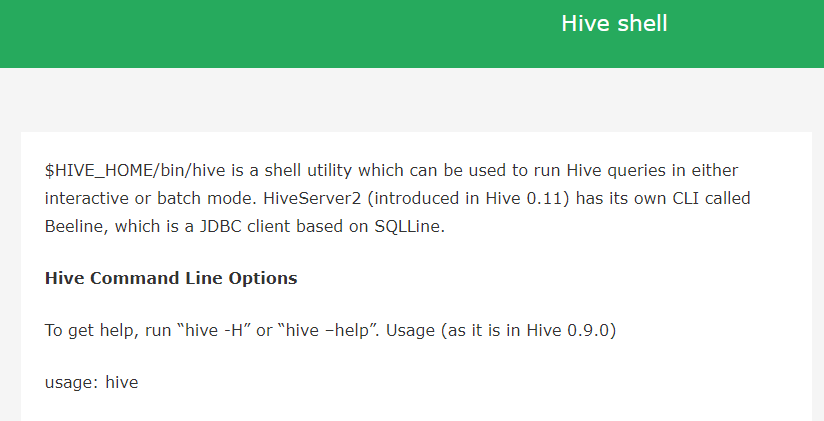 Hive shell
$HIVE_HOME/bin/hive is a shell utility which can be used to run Hive queries in either
interactive or batch mode. HiveServer2 (introduced in Hive 0.11) has its own CLI called
Beeline, which is a JDBC client based on SQLLine.
Hive Command Line Options
To get help, run “hive -H” or “hive –help”. Usage (as it is in Hive 0.9.0)
usage: hive